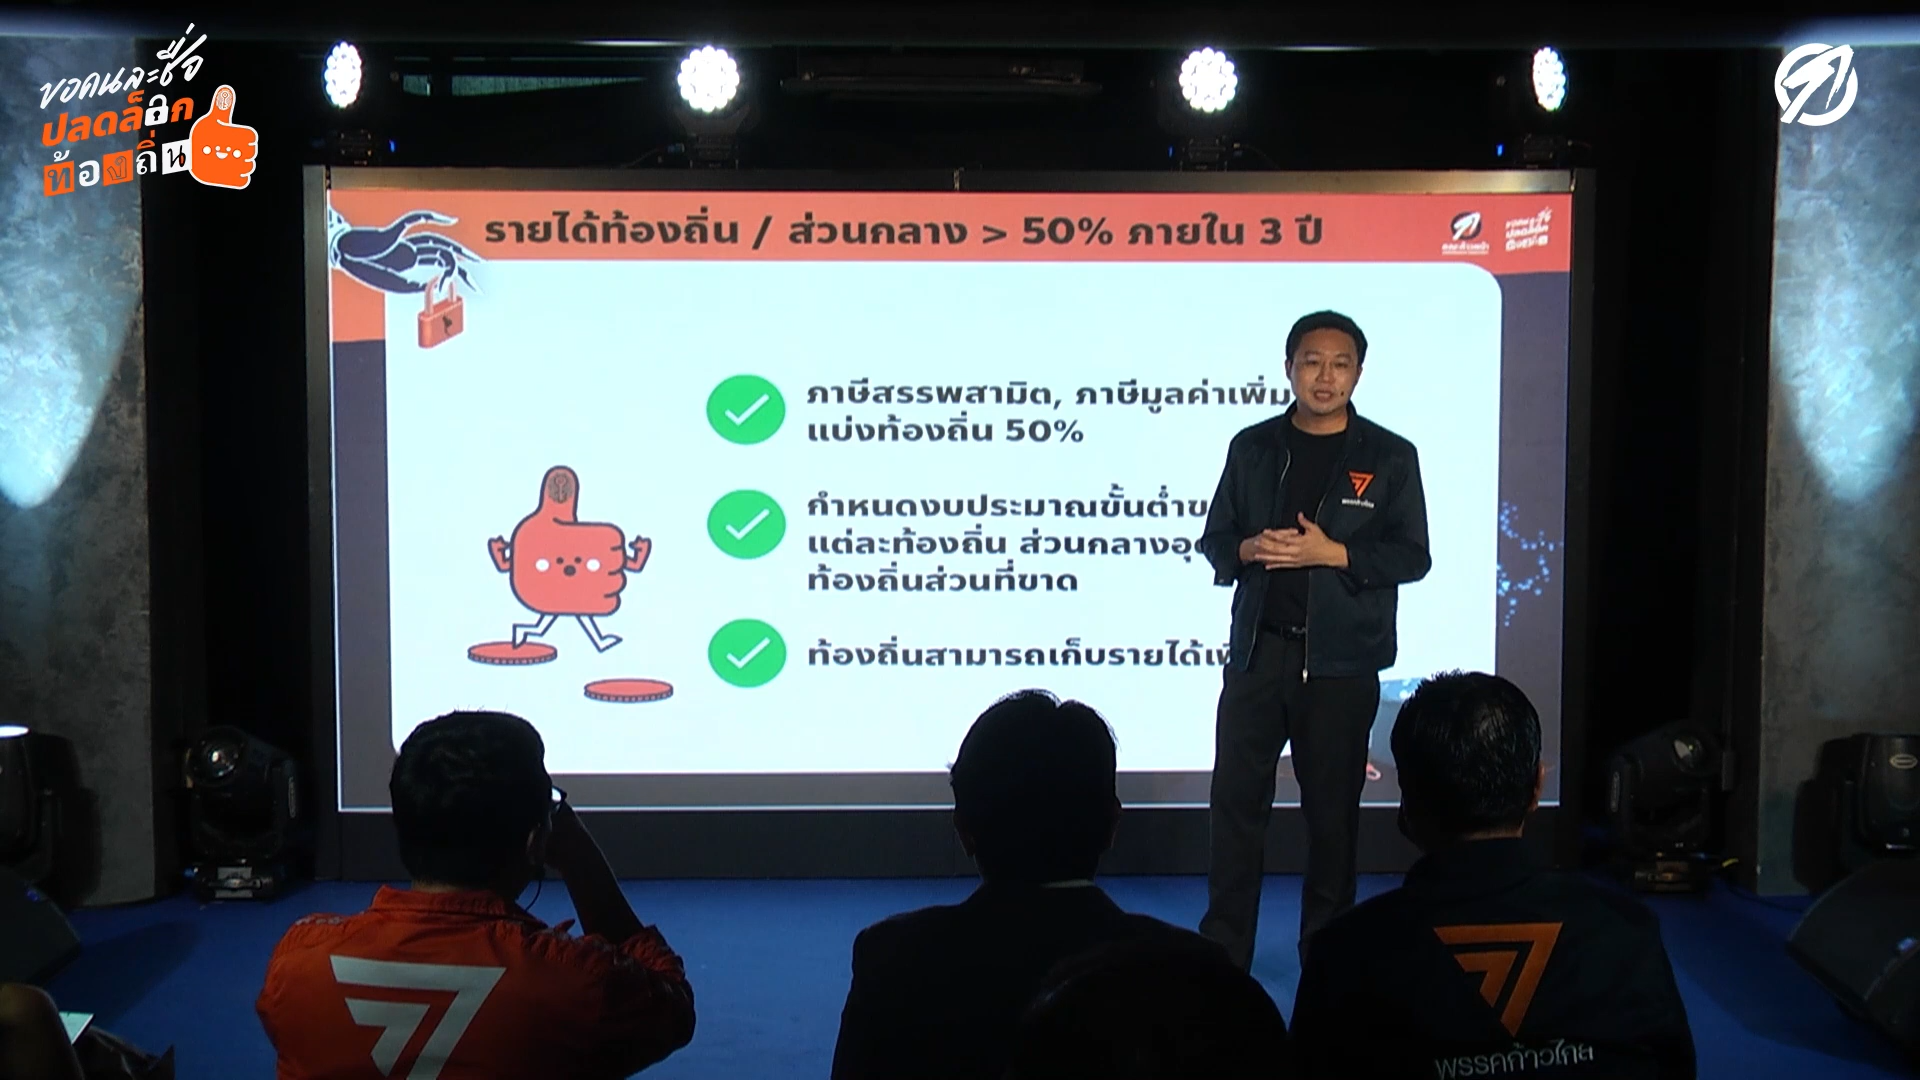 ขอคนละชื่อ
ปลดล็อก
ท้องถิ่น
รายได้ท้องถิ่น / ส่วนกลาง > 50% ภายใน 3 ปี
ภาษีสรรพสามิต, ภาษีมูลค่าเพิ่ม
แบ่งท้องถิ่น 50%
กำหนดงบประมาณขั้นต่ำข
แต่ละท้องถิ่น ส่วนกลางอุ
ท้องถิ่นส่วนที่ขาด
ท้องถิ่นสามารถเก็บรายได้เพิ
พรรคก้าวไกล